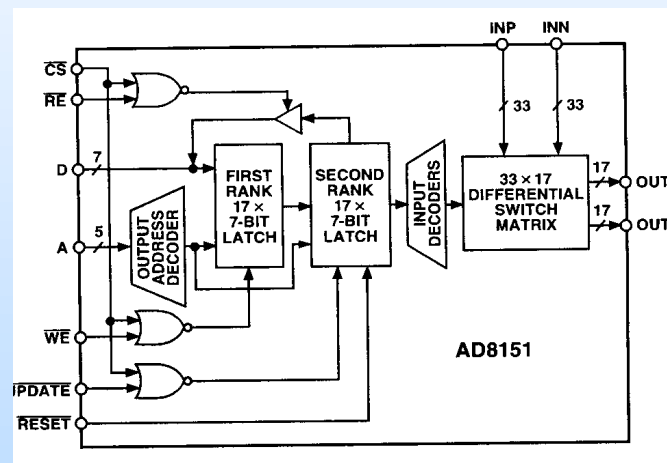 INP INN
CS
RE
33 33
D 7
FIRST
RANK
17 ×
7-BIT
LATCH
SECOND
RANK
17 ×
7-BIT
LATCH
INPUT
DECODERS
33 × 17
DIFFERENTIAL
SWITCH
MATRIX
17 OUT
17 OUT
A 5
OUTPUT
ADDRESS
DECODER
WE
AD8151
UPDATE
RESET